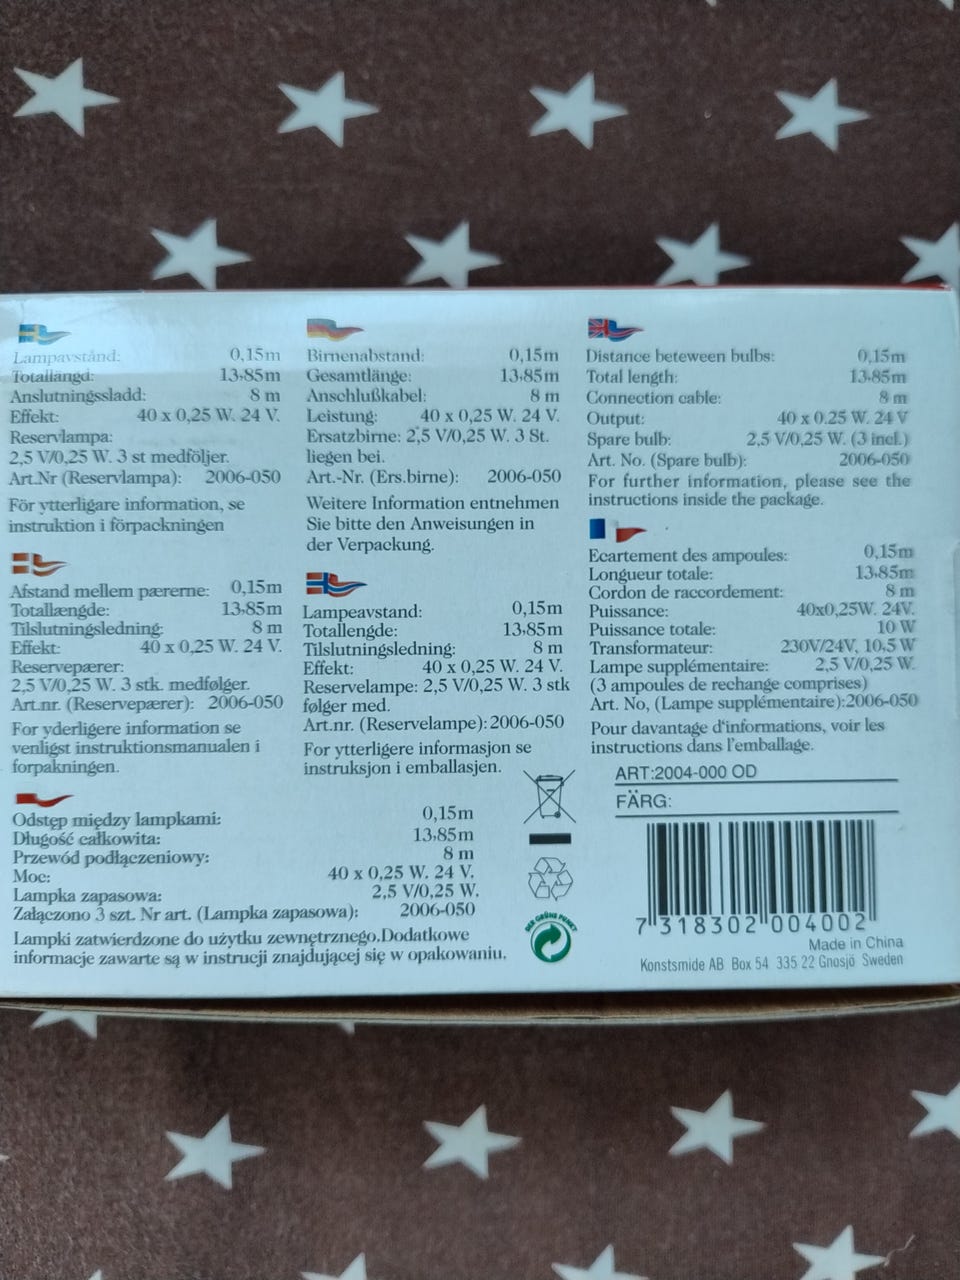 Lampavstånd: 0,15m
Totallängd: 13,85m
Anslutningssladd: 8 m
Effekt: 40 x 0,25 W. 24 V.
Reservlampa:
2,5 V/0,25 W. 3 st medföljer.
Art.Nr (Reservlampa): 2006-050
För ytterligare information, se
instruktion i förpackningen
Birnenabstand: 0,15m
Gesamtlänge: 13,85m
Anschlußkabel: 8 m
Leistung: 40 x 0,25 W. 24 V.
Ersatzbirne: 2,5 V/0,25 W. 3 St.
liegen bei.
Art.-Nr. (Ers.birne): 2006-050
Weitere Information entnehmen
Sie bitte den Anweisungen in
der Verpackung.
Distance beteween bulbs: 0,15m
Total length: 13,85m
Connection cable: 8 m
Output: 40 x 0.25 W. 24 V
Spare bulb: 2,5 V/0,25 W. (3 incl.)
Art. No. (Spare bulb): 2006-050
For further information, please see the
instructions inside the package.
Afstand mellem pærerne: 0,15m
Totallængde: 13,85m
Tilslutningsledning: 8 m
Effekt: 40 x 0,25 W. 24 V.
Reservepærer:
2,5 V/0,25 W. 3 stk. medfølger.
Art.nr. (Reservepærer): 2006-050
For yderligere information se
venligst instruktionsmanualen i
forpakningen.
Lampeavstand: 0,15m
Totallengde: 13,85m
Tilslutningsledning: 8 m
Effekt: 40 x 0,25 W. 24 V.
Reservelampe: 2,5 V/0,25 W. 3 stk
følger med.
Art.nr. (Reservelampe): 2006-050
For ytterligere informasjon se
instruksjon i emballasjen.
Ecartement des ampoules: 0,15m
Longueur totale: 13,85m
Cordon de raccordement: 8 m
Puissance: 40x0,25W. 24V.
Puissance totale: 10 W
Transformateur: 230V/24V, 10,5 W
Lampe supplémentaire: 2,5 V/0,25 W.
(3 ampoules de rechange comprises)
Art. No, (Lampe supplémentaire): 2006-050
Pour davantage d'informations, voir les
instructions dans l'emballage.
Odstęp między lampkami: 0,15m
Długość całkowita: 13,85m
Przewód podłączeniowy: 8 m
Moc: 40 x 0,25 W. 24 V.
Lampka zapasowa: 2,5 V/0,25 W.
Załączono 3 szt. Nr art. (Lampka zapasowa): 2006-050
Lampki zatwierdzone do użytku zewnętrznego.Dodatkowe
informacje zawarte są w instrucji znajdującej się w opakowaniu.
DER GRÜNE PUNKT
ART:2004-000 OD
FÄRG:
7 318302 004002
Made in China
Konstsmide AB Box 54 335 22 Gnosjö Sweden